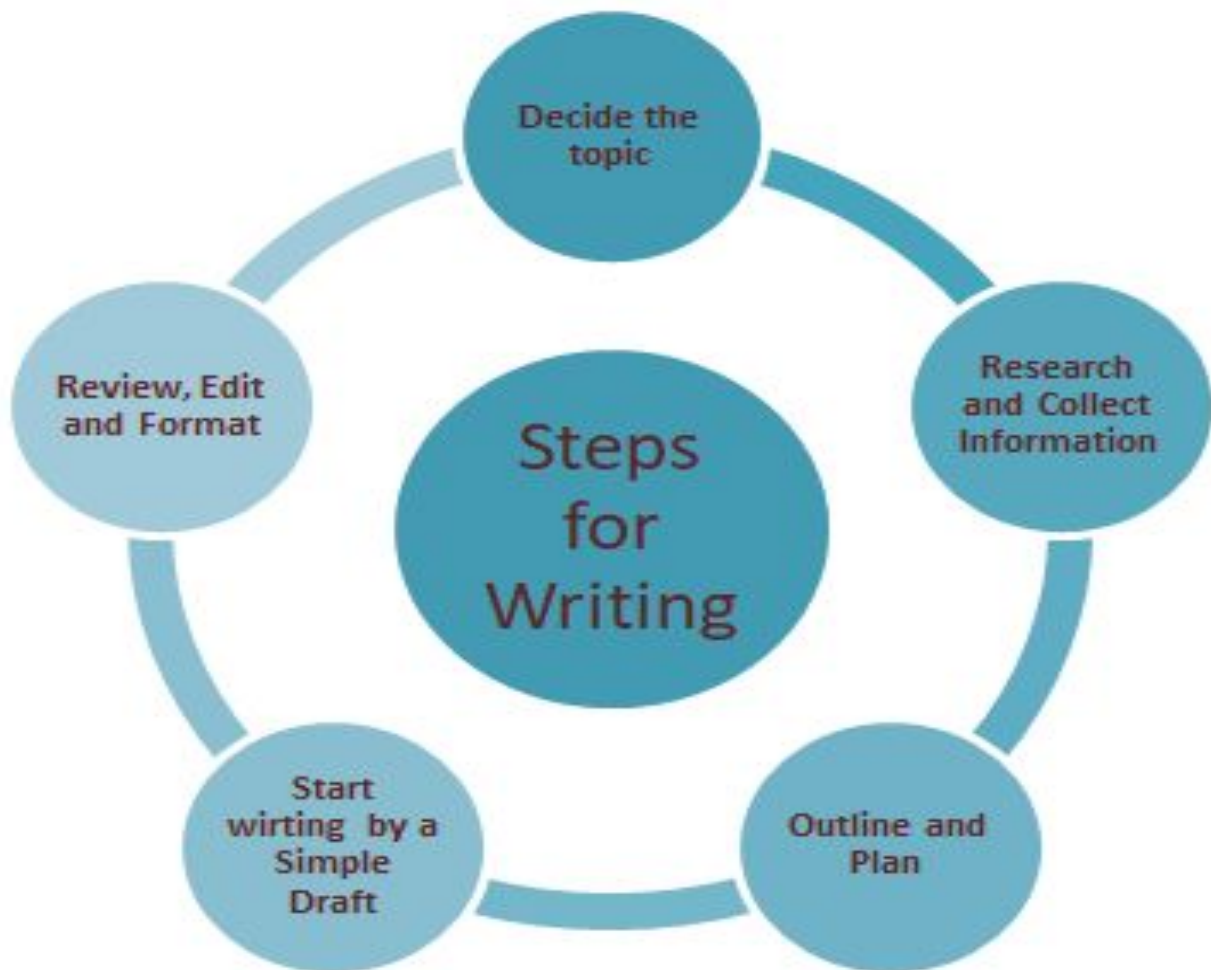 Decide the
topic
Research
and Collect
Information
Outline and
Plan
Start
wirting by a
Simple
Draft
Review, Edit
and Format
Steps
for
Writing